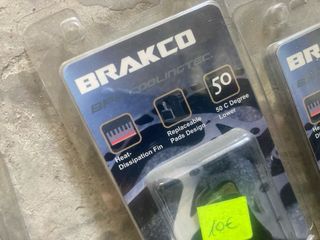 BRAKCO
COOLINGTEC
50
Heat-
Dissipation Fin
Replaceable
Pads Design
50 C Degree
Lower
10€